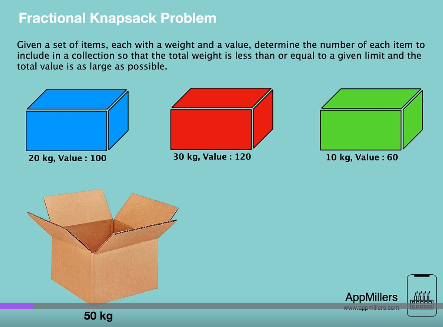 Fractional Knapsack Problem
Given a set of items, each with a weight and a value, determine the number of each item to
include in a collection so that the total weight is less than or equal to a given limit and the
total value is as large as possible.
20 kg, Value : 100
30 kg, Value : 120
10 kg, Value : 60
AppMillers
www.appmillers.com
50 kg